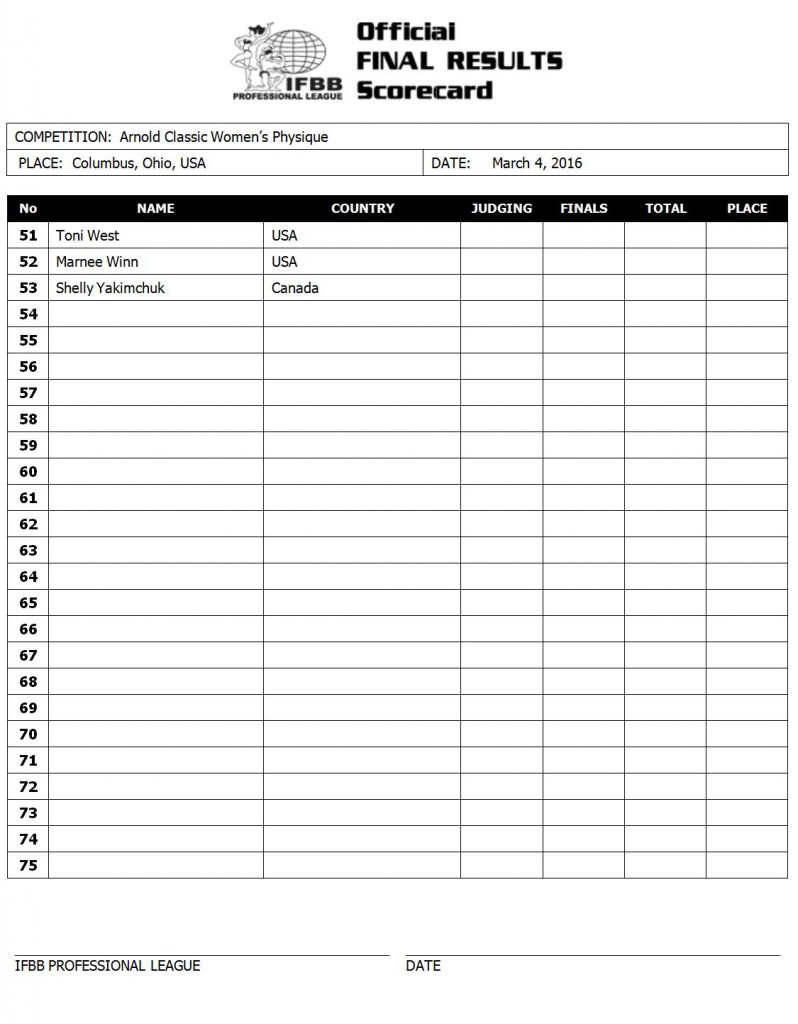 Official
FINAL RESULTS
Scorecard
IFBB
PROFESSIONAL LEAGUE
COMPETITION: Arnold Classic Women’s Physique
PLACE: Columbus, Ohio, USA DATE: March 4, 2016
No NAME COUNTRY JUDGING FINALS TOTAL PLACE
51 Toni West USA
52 Marnee Winn USA
53 Shelly Yakimchuk Canada
54
55
56
57
58
59
60
61
62
63
64
65
66
67
68
69
70
71
72
73
74
75
IFBB PROFESSIONAL LEAGUE DATE